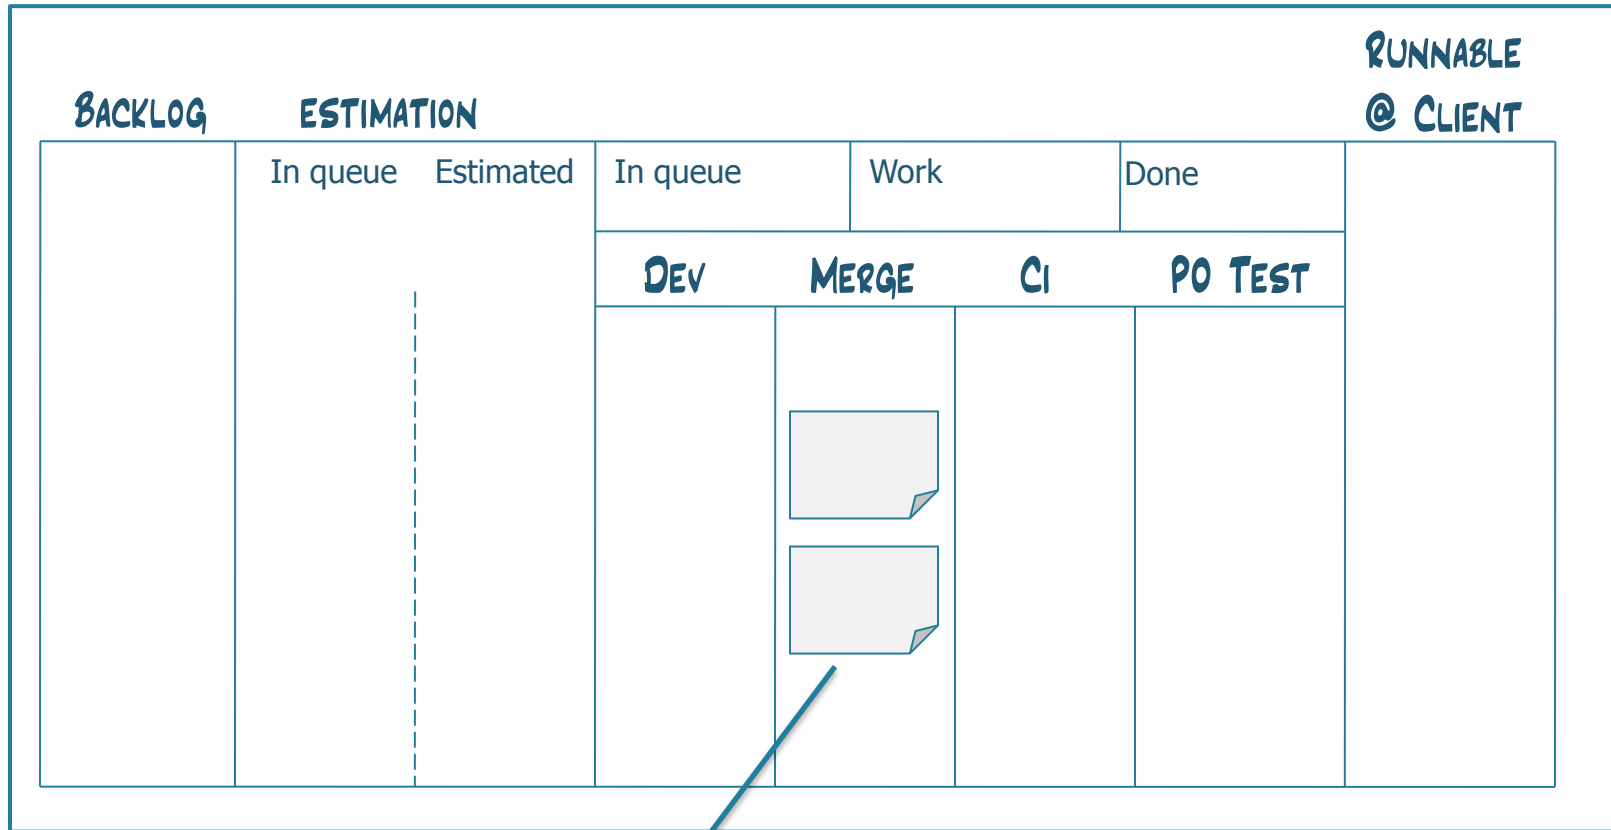 Runnable
@ Client
Backlog
estimation
In queue
Estimated
In queue
Work
Done
Dev
Merge
CI
PO Test